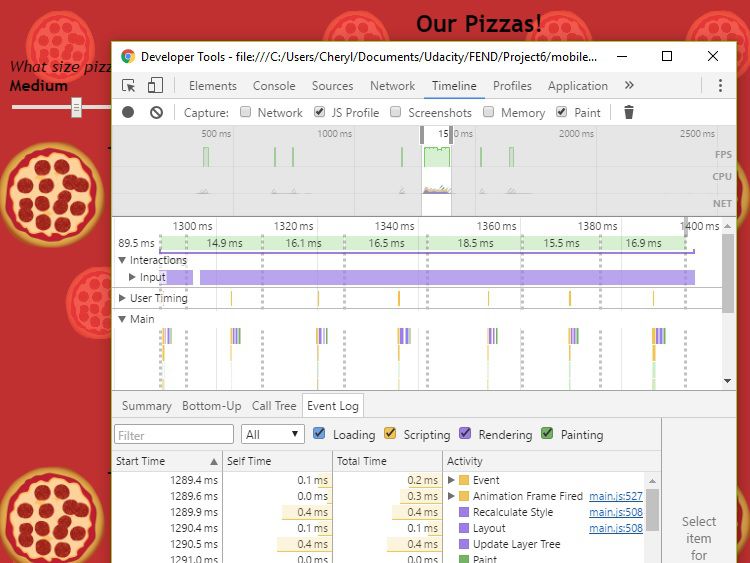 Our Pizzas!
What size pizz
Medium
Developer Tools - file:///C:/Users/Cheryl/Documents/Udacity/FEND/Project6/mobile...
Elements Console Sources Network Timeline Profiles Application »
Capture: Network JS Profile Screenshots Memory Paint
500 ms 1000 ms 15 0 ms 2000 ms 2500 ms
FPS
CPU
NET
1300 ms 1320 ms 1340 ms 1360 ms 1380 ms 1400 ms
89.5 ms 14.9 ms 16.1 ms 16.5 ms 18.5 ms 15.5 ms 16.9 ms
Interactions
Input
User Timing
Main
Summary Bottom-Up Call Tree Event Log
Filter All Loading Scripting Rendering Painting
Start Time Self Time Total Time Activity
1289.4 ms 0.1 ms 0.2 ms Event
1289.6 ms 0.0 ms 0.3 ms Animation Frame Fired main.js:527
1289.9 ms 0.4 ms 0.4 ms Recalculate Style main.js:508
1290.4 ms 0.1 ms 0.1 ms Layout main.js:508
1290.5 ms 0.4 ms 0.4 ms Update Layer Tree
1291.0 ms 0.0 ms 0.0 ms Paint
Select
item
for